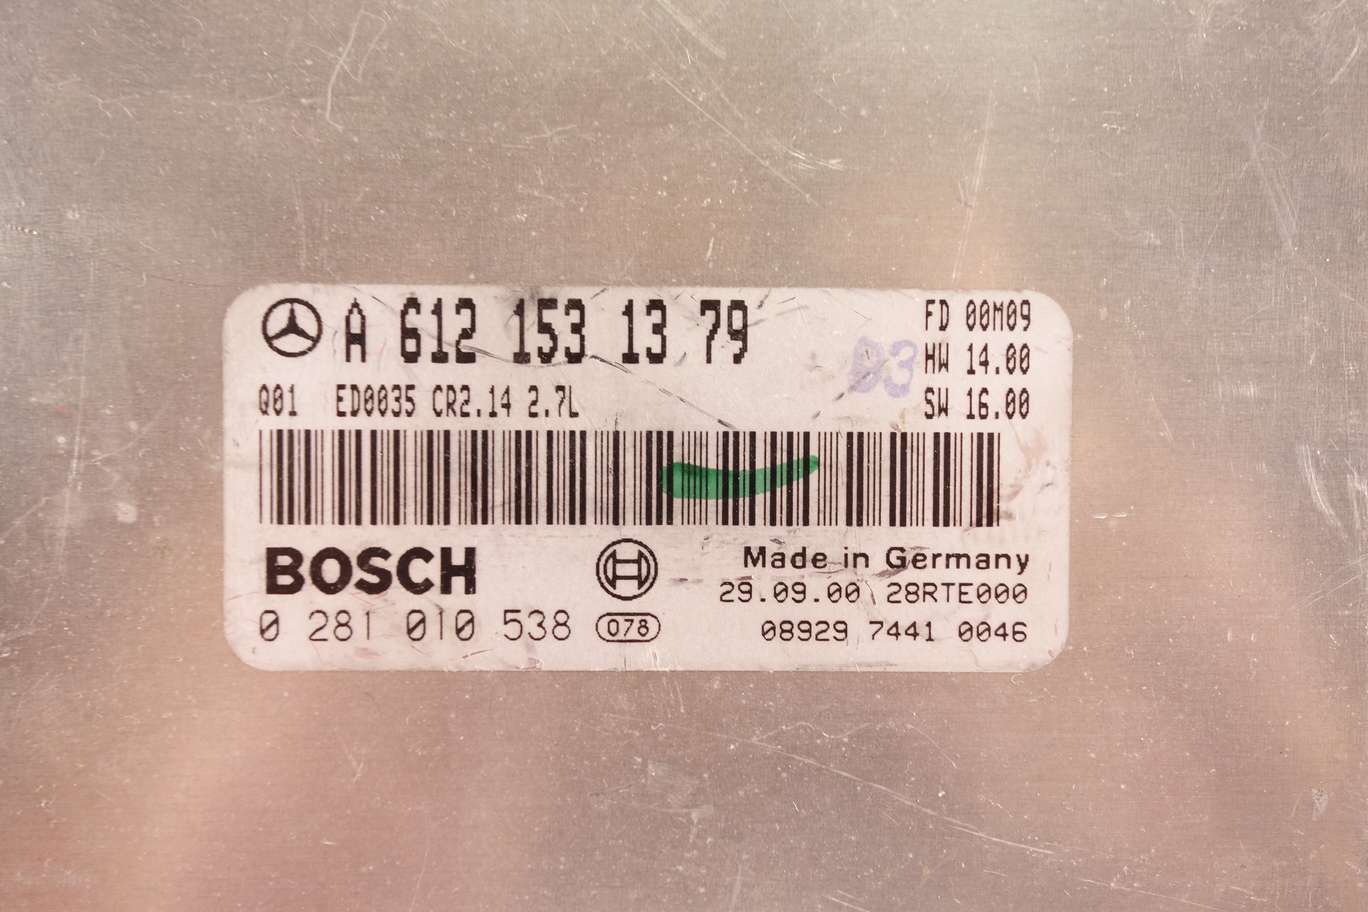 A 612 153 13 79
FD 00M09
HW 14.00
SW 16.00
03
Q01 ED0035 CR2.14 2.7L
BOSCH
0 281 010 538 078
Made in Germany
29.09.00 28RTE000
08929 7441 0046